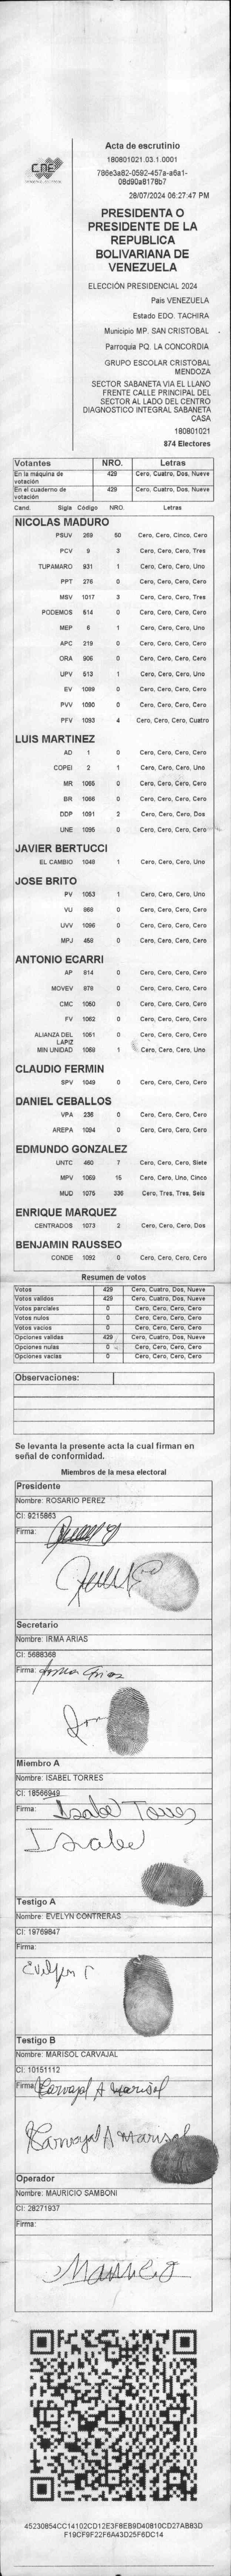 CNE
Acta de escrutinio
180801021.03.1.0001
796e3a82-0592-457a-a6a1-
08d90a8178b7
28/07/2024 06:27:47 PM
PRESIDENTA O
PRESIDENTE DE LA
REPUBLICA
BOLIVARIANA DE
VENEZUELA
ELECCIÓN PRESIDENCIAL 2024
Pais VENEZUELA
Estado EDO. TACHIRA
Municipio MP. SAN CRISTOBAL
Parroquia PQ. LA CONCORDIA
GRUPO ESCOLAR CRISTOBAL
MENDOZA
SECTOR SABANETA VIA EL LLANO
FRENTE CALLE PRINCIPAL DEL
SECTOR AL LADO DEL CENTRO
DIAGNOSTICO INTEGRAL SABANETA
CASA
180801021
874 Electores
Votantes NRO. Letras
En la máquina de votación 429 Cero, Cuatro, Dos, Nueve
En el cuaderno de votación 429 Cero, Cuatro, Dos, Nueve
Cand. Sigla Código NRO. Letras
NICOLAS MADURO
PSUV 269 50 Cero, Cero, Cinco, Cero
PCV 9 3 Cero, Cero, Cero, Tres
TUPAMARO 931 1 Cero, Cero, Cero, Uno
PPT 276 0 Cero, Cero, Cero, Cero
MSV 1017 3 Cero, Cero, Cero, Tres
PODEMOS 514 0 Cero, Cero, Cero, Cero
MEP 6 1 Cero, Cero, Cero, Uno
APC 219 0 Cero, Cero, Cero, Cero
ORA 906 0 Cero, Cero, Cero, Cero
UPV 513 1 Cero, Cero, Cero, Uno
EV 1089 0 Cero, Cero, Cero, Cero
PVV 1090 0 Cero, Cero, Cero, Cero
PFV 1093 4 Cero, Cero, Cero, Cuatro
LUIS MARTINEZ
AD 1 0 Cero, Cero, Cero, Cero
COPEI 2 1 Cero, Cero, Cero, Uno
MR 1065 0 Cero, Cero, Cero, Cero
BR 1066 0 Cero, Cero, Cero, Cero
DDP 1091 2 Cero, Cero, Cero, Dos
UNE 1095 0 Cero, Cero, Cero, Cero
JAVIER BERTUCCI
EL CAMBIO 1048 1 Cero, Cero, Cero, Uno
JOSE BRITO
PV 1053 1 Cero, Cero, Cero, Uno
VU 868 0 Cero, Cero, Cero, Cero
UVV 1096 0 Cero, Cero, Cero, Cero
MPJ 458 0 Cero, Cero, Cero, Cero
ANTONIO ECARRI
AP 814 0 Cero, Cero, Cero, Cero
MOVEV 978 0 Cero, Cero, Cero, Cero
CMC 1050 0 Cero, Cero, Cero, Cero
FV 1062 0 Cero, Cero, Cero, Cero
ALIANZA DEL LAPIZ 1051 0 Cero, Cero, Cero, Cero
MIN UNIDAD 1068 1 Cero, Cero, Cero, Uno
CLAUDIO FERMIN
SPV 1049 0 Cero, Cero, Cero, Cero
DANIEL CEBALLOS
VPA 236 0 Cero, Cero, Cero, Cero
AREPA 1094 0 Cero, Cero, Cero, Cero
EDMUNDO GONZALEZ
UNTC 460 7 Cero, Cero, Cero, Siete
MPV 1069 15 Cero, Cero, Uno, Cinco
MUD 1075 336 Cero, Tres, Tres, Seis
ENRIQUE MARQUEZ
CENTRADOS 1073 2 Cero, Cero, Cero, Dos
BENJAMIN RAUSSEO
CONDE 1092 0 Cero, Cero, Cero, Cero
Resumen de votos
Votos 429 Cero, Cuatro, Dos, Nueve
Votos validos 429 Cero, Cuatro, Dos, Nueve
Votos parciales 0 Cero, Cero, Cero, Cero
Votos nulos 0 Cero, Cero, Cero, Cero
Votos vacios 0 Cero, Cero, Cero, Cero
Opciones validas 429 Cero, Cuatro, Dos, Nueve
Opciones nulas 0 Cero, Cero, Cero, Cero
Opciones vacias 0 Cero, Cero, Cero, Cero
Observaciones:
Se levanta la presente acta la cual firman en
señal de conformidad.
Miembros de la mesa electoral
Presidente
Nombre: ROSARIO PEREZ
CI: 9215863
Firma:
Secretario
Nombre: IRMA ARIAS
CI: 5688368
Firma: Irma Arias
Miembro A
Nombre: ISABEL TORRES
CI: 18566949
Firma: Isabel Torres
Isabel
Testigo A
Nombre: EVELYN CONTRERAS
CI: 19769847
Firma:
Evelyn C
Testigo B
Nombre: MARISOL CARVAJAL
CI: 10151112
Firma: Carvajal A Marisol
Carvajal A Marisol
Operador
Nombre: MAURICIO SAMBONI
CI: 28271937
Firma:
Mauricio
45230854CC14102CD12E3F8EB9D40810CD27AB83D
F19CF9F22F6A43D25F6DC14